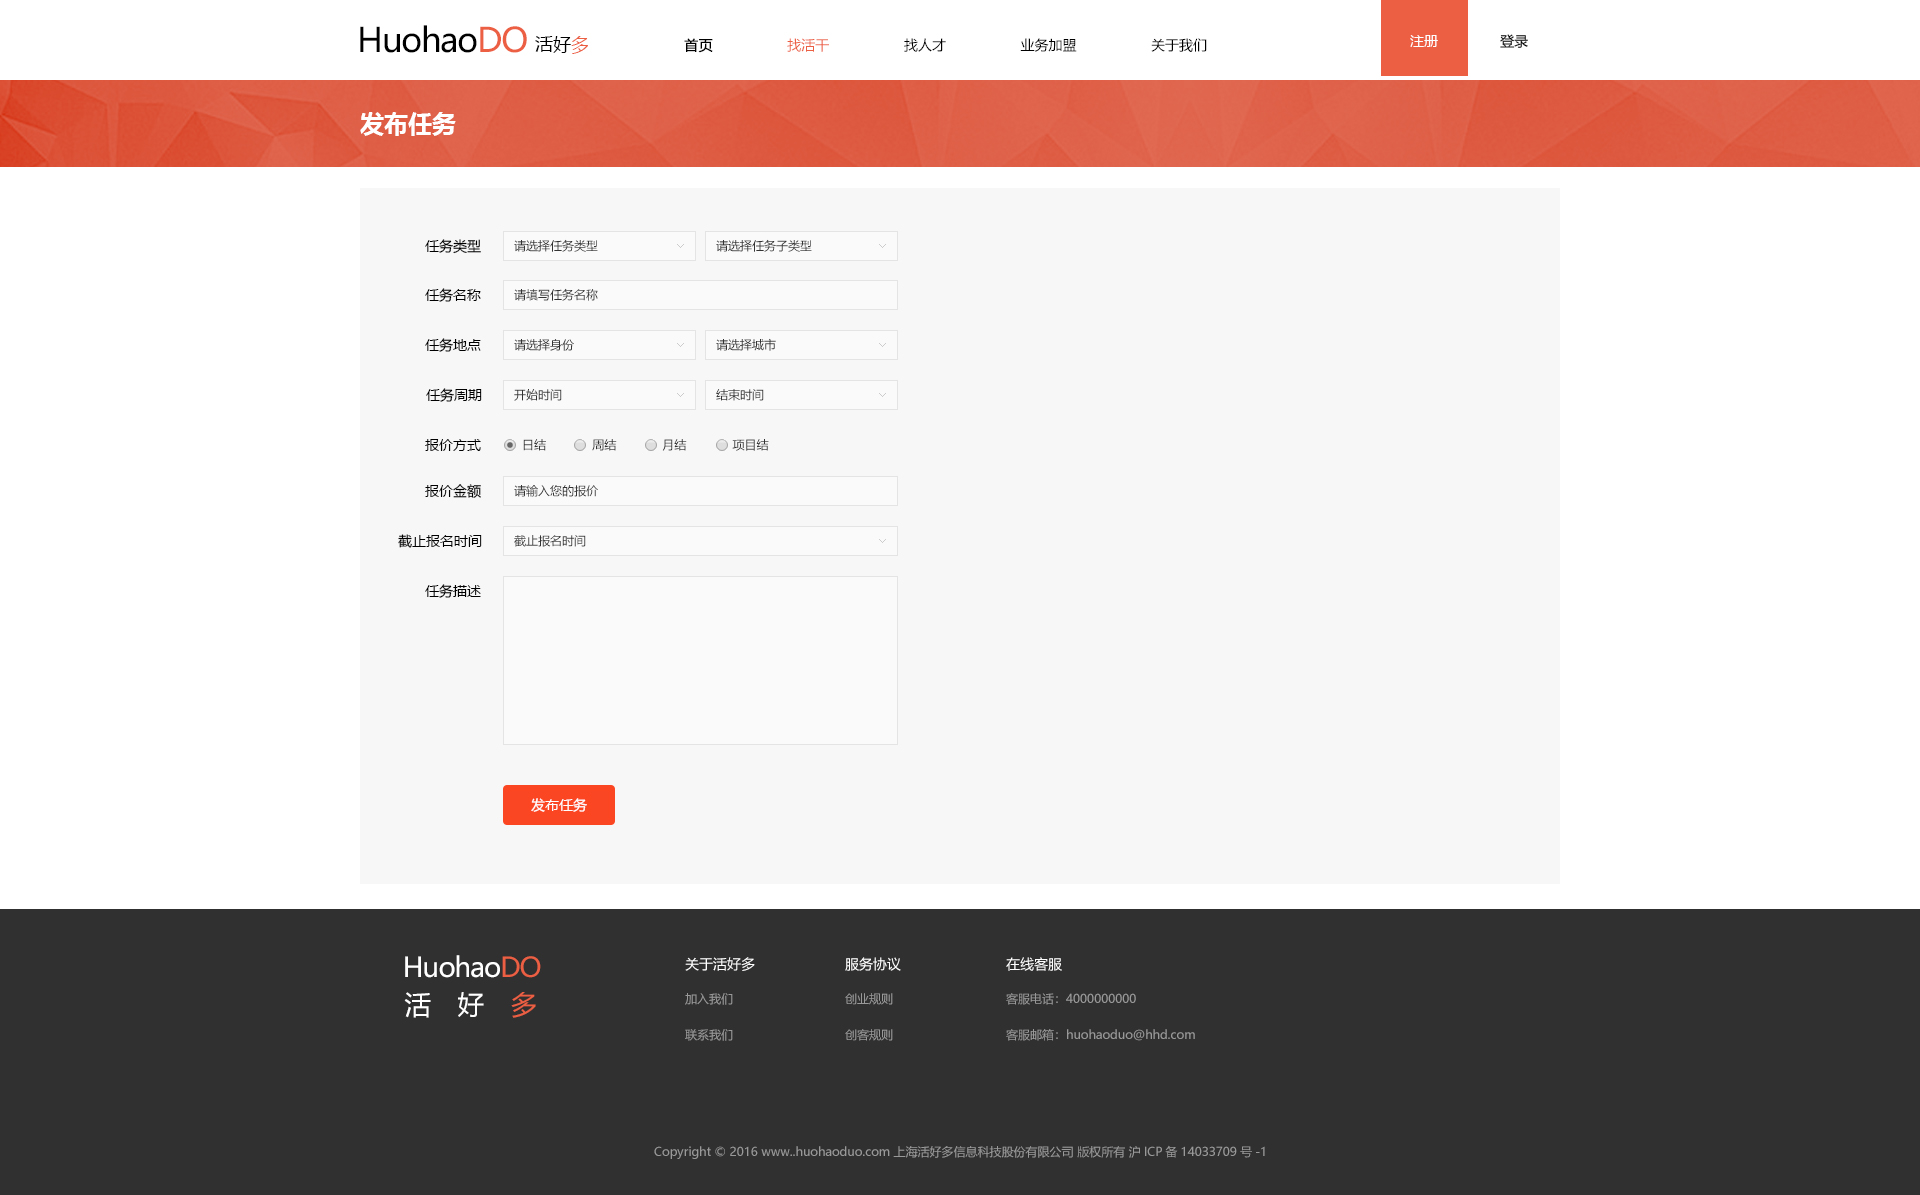 HuohaoDO 活好多 首页 找活干 找人才 业务加盟 关于我们 注册 登录
发布任务
任务类型 请选择任务类型 请选择任务子类型
任务名称 请填写任务名称
任务地点 请选择身份 请选择城市
任务周期 开始时间 结束时间
报价方式 日结 周结 月结 项目结
报价金额 请输入您的报价
截止报名时间 截止报名时间
任务描述
发布任务
HuohaoDO
活 好 多
关于活好多 服务协议 在线客服
加入我们 创业规则 客服电话：4000000000
联系我们 创客规则 客服邮箱：huohaoduo@hhd.com
Copyright © 2016 www..huohaoduo.com 上海活好多信息科技股份有限公司 版权所有 沪 ICP 备 14033709 号 -1